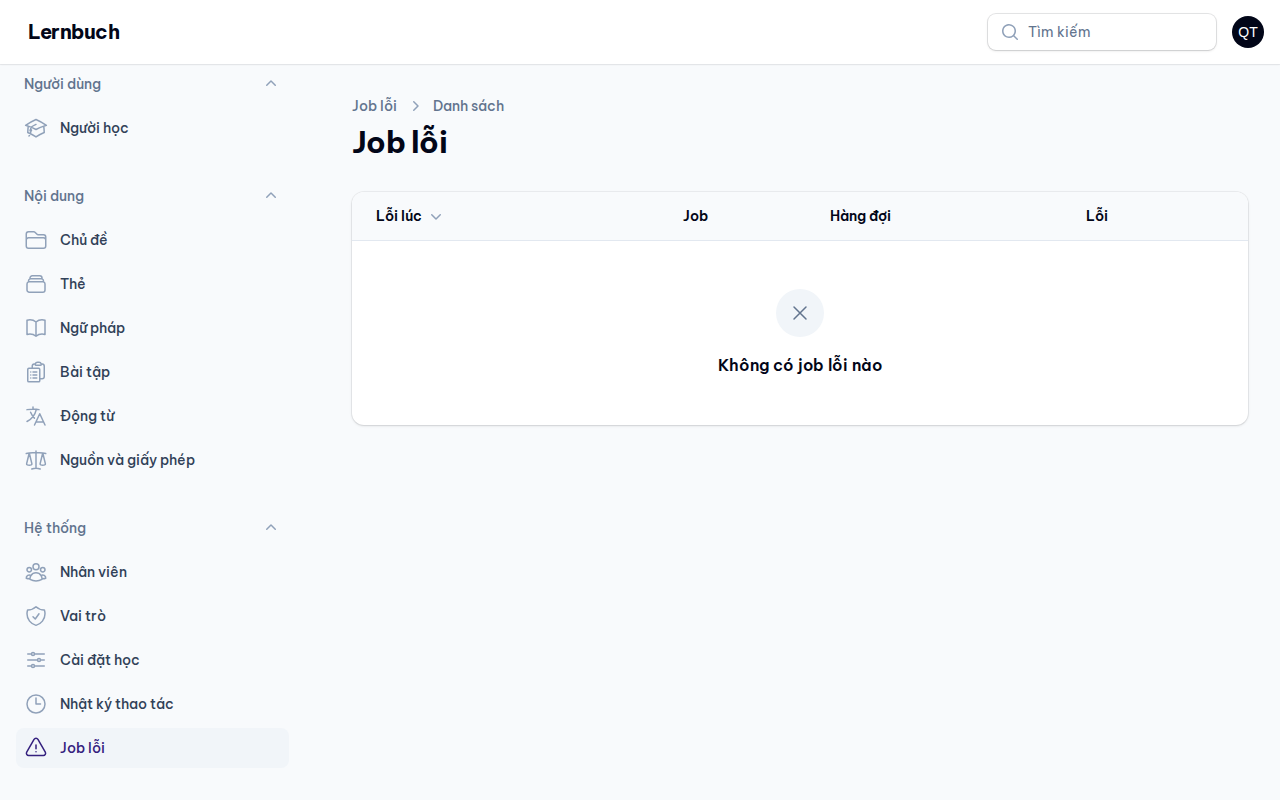 Lernbuch
Tìm kiếm
QT
Người dùng
Người học
Nội dung
Chủ đề
Thẻ
Ngữ pháp
Bài tập
Động từ
Nguồn và giấy phép
Hệ thống
Nhân viên
Vai trò
Cài đặt học
Nhật ký thao tác
Job lỗi
Job lỗi Danh sách
Job lỗi
Lỗi lúc Job Hàng đợi Lỗi
Không có job lỗi nào